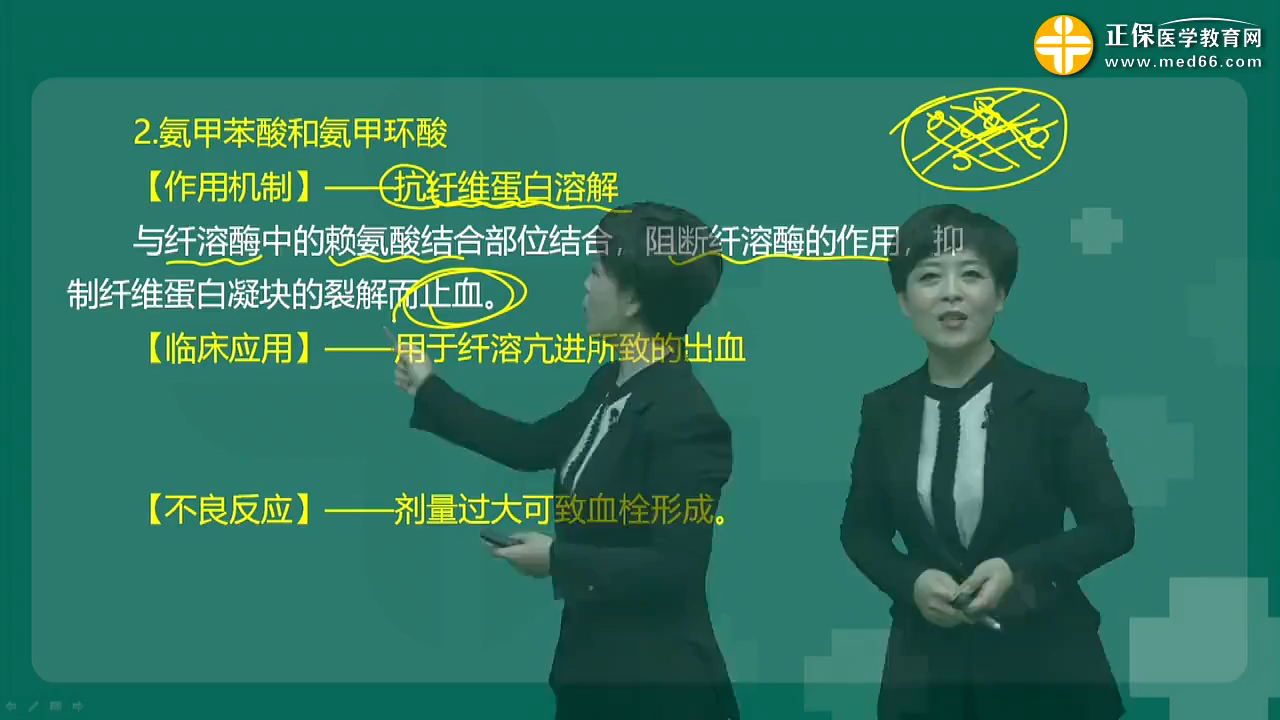 正保医学教育网
www.med66.com
2.氨甲苯酸和氨甲环酸
【作用机制】——抗纤维蛋白溶解
与纤溶酶中的赖氨酸结合部位结合，阻断纤溶酶的作用，抑
制纤维蛋白凝块的裂解而止血。
【临床应用】——用于纤溶亢进所致的出血
【不良反应】——剂量过大可致血栓形成。